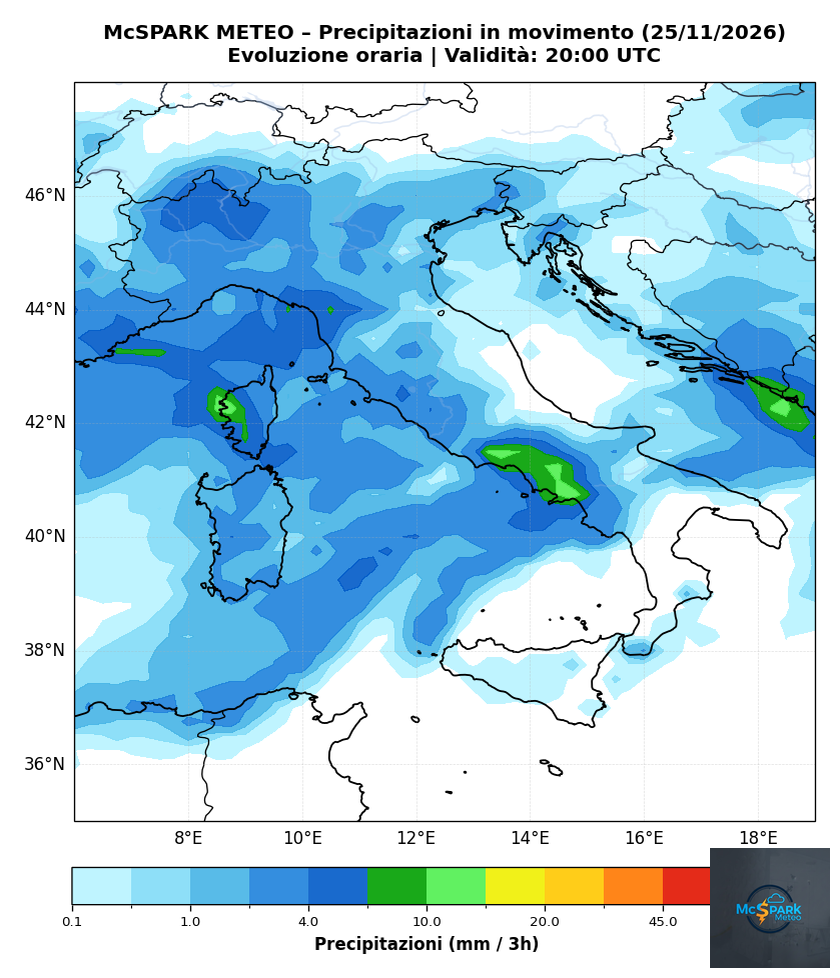 McSPARK METEO – Precipitazioni in movimento (25/11/2026)
Evoluzione oraria | Validità: 20:00 UTC
46°N
44°N
42°N
40°N
38°N
36°N
8°E 10°E 12°E 14°E 16°E 18°E
0.1 1.0 4.0 10.0 20.0 45.0
Precipitazioni (mm / 3h)
McSPARK
Meteo